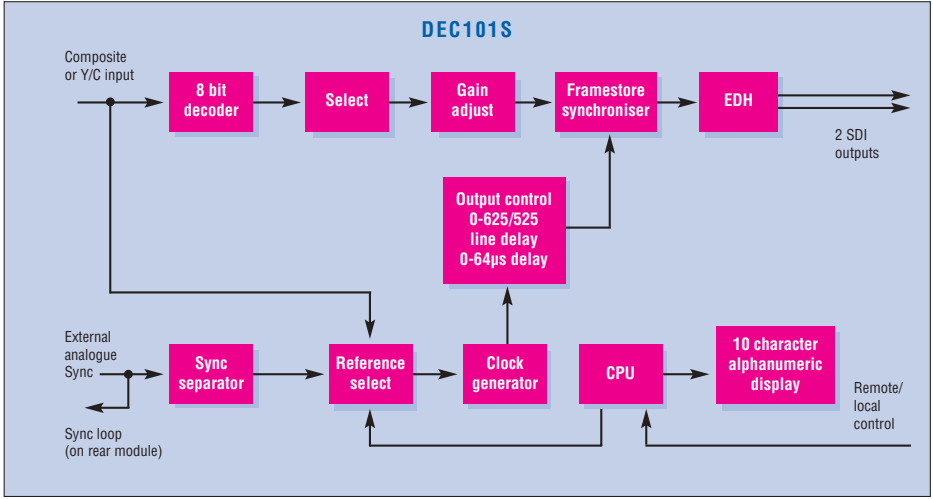 DEC101S
Composite
or Y/C input
8 bit
decoder
Select
Gain
adjust
Framestore
synchroniser
EDH
2 SDI
outputs
Output control
0-625/525
line delay
0-64µs delay
External
analogue
Sync
Sync
separator
Reference
select
Clock
generator
CPU
10 character
alphanumeric
display
Remote/
local
control
Sync loop
(on rear module)